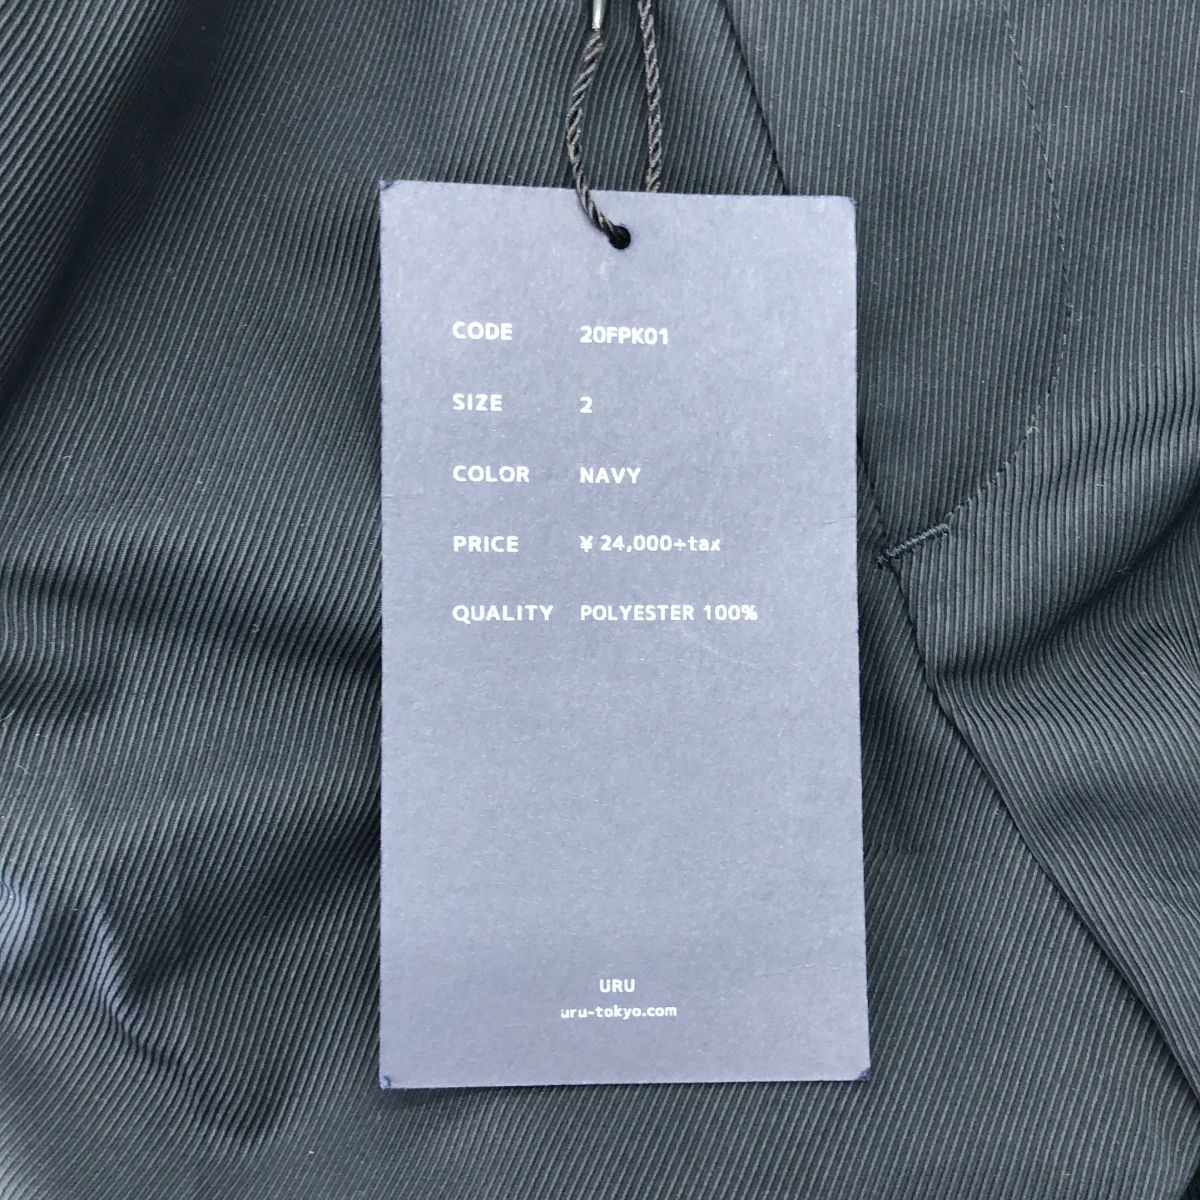 CODE 20FPK01
SIZE 2
COLOR NAVY
PRICE ¥ 24,000+tax
QUALITY POLYESTER 100%
URU
uru-tokyo.com